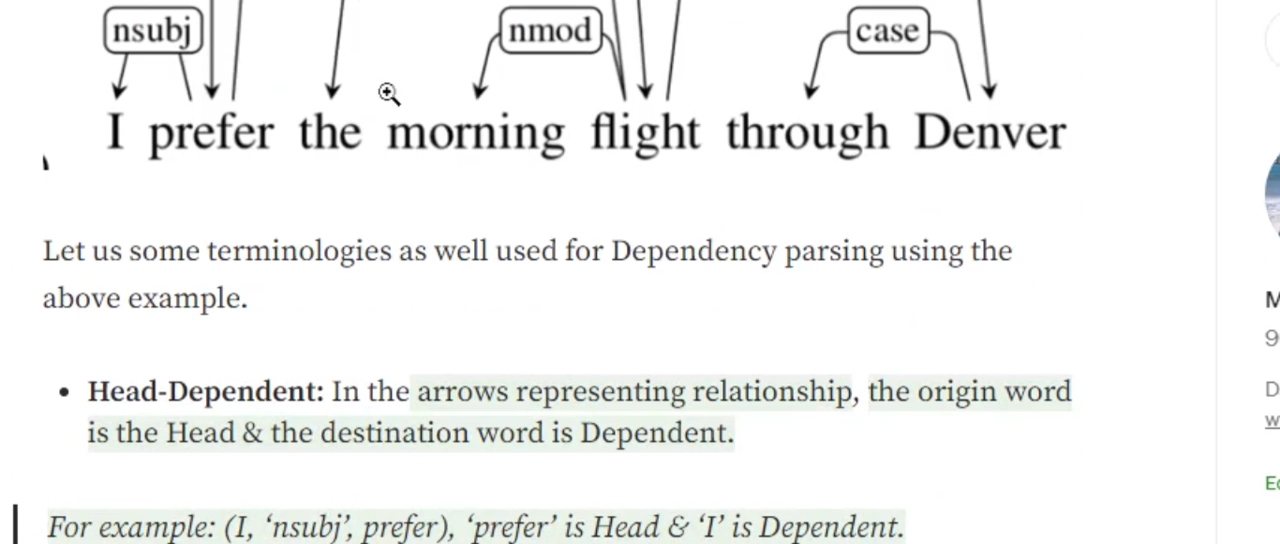 nsubj nmod case
I prefer the morning flight through Denver
Let us some terminologies as well used for Dependency parsing using the
above example.
• Head-Dependent: In the arrows representing relationship, the origin word
is the Head & the destination word is Dependent.
For example: (I, ‘nsubj’, prefer), ‘prefer’ is Head & ‘I’ is Dependent.
M
9
D
w